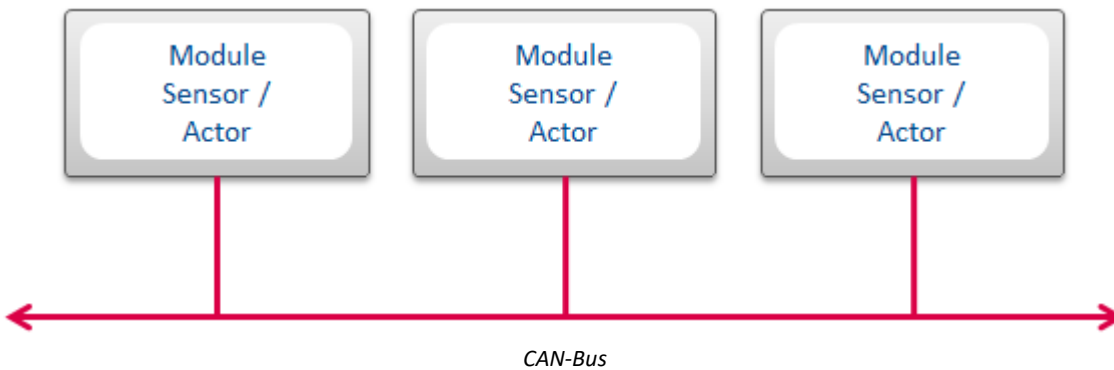 Module
Sensor /
Actor
Module
Sensor /
Actor
Module
Sensor /
Actor
CAN-Bus